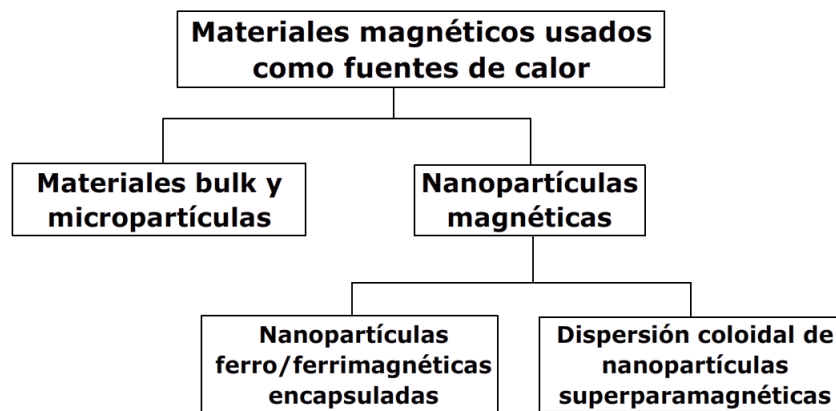 Materiales magnéticos usados
como fuentes de calor
Materiales bulk y
micropartículas
Nanopartículas
magnéticas
Nanopartículas
ferro/ferrimagnéticas
encapsuladas
Dispersión coloidal de
nanopartículas
superparamagnéticas